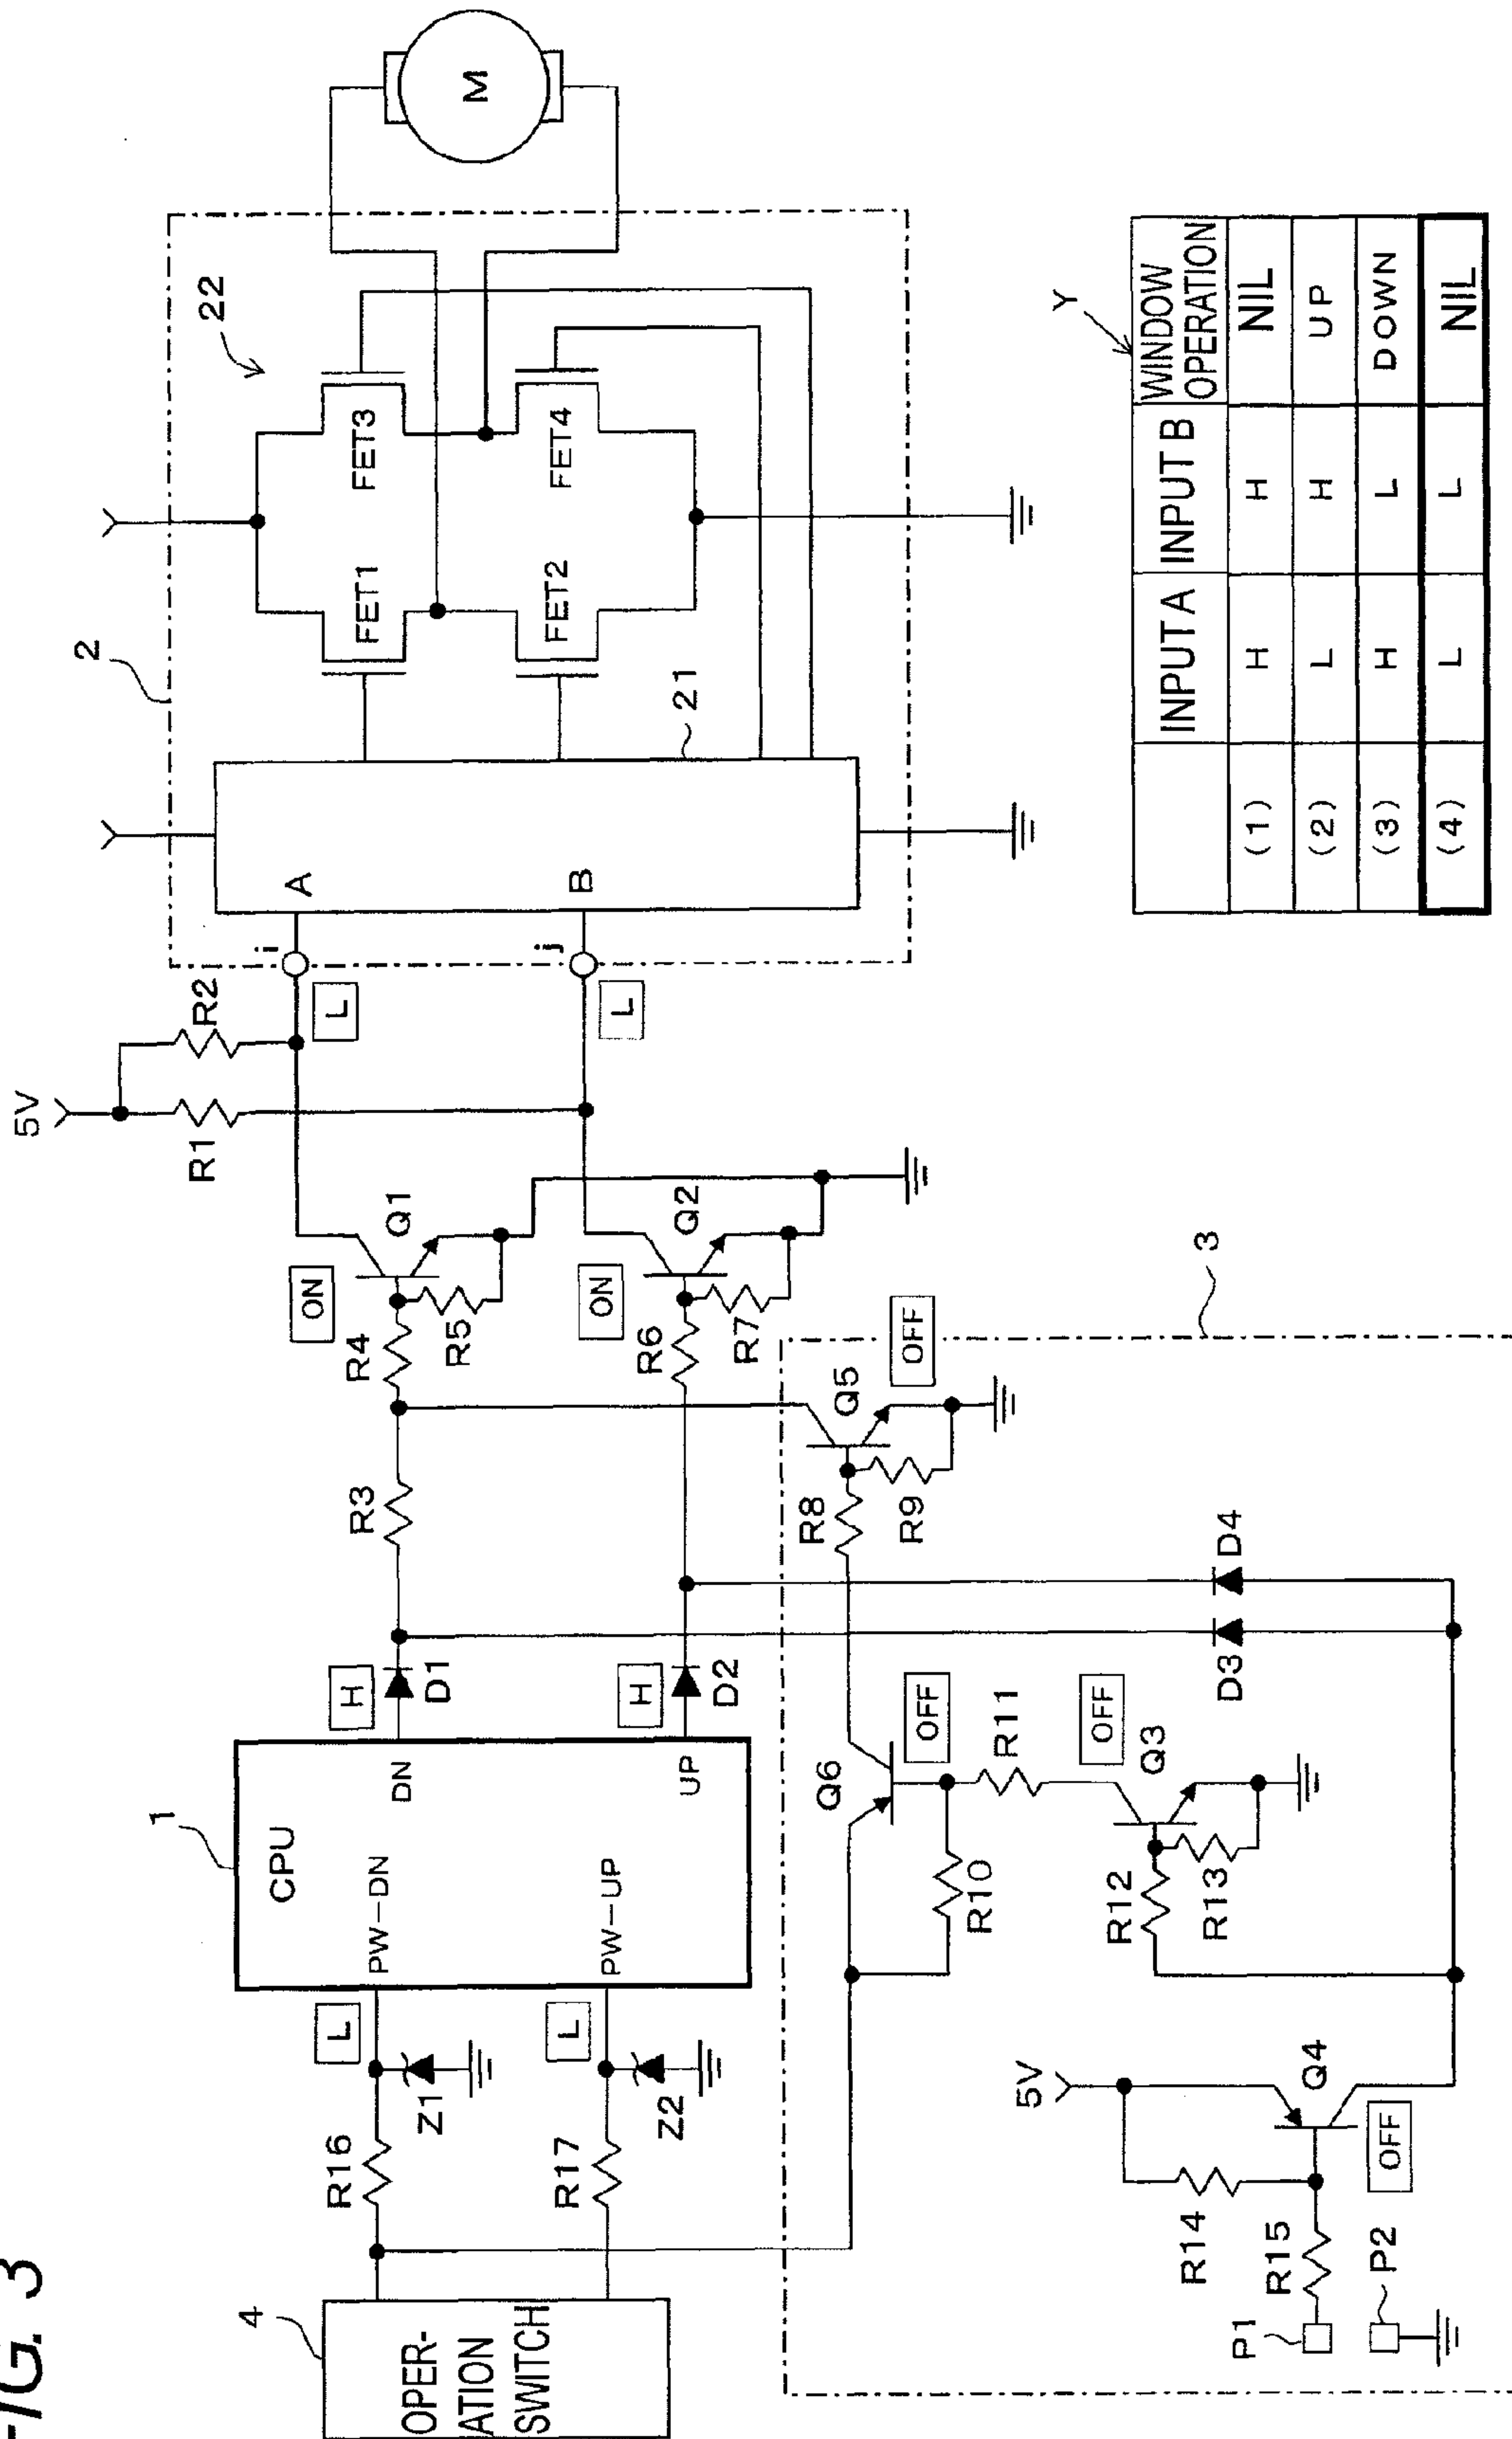 FIG. 3
4
OPER-
ATION
SWITCH
R16
R17
Z1
Z2
L
L
1
CPU
PW-DN
PW-UP
DN
UP
H
D1
H
D2
R3
R4
R5
R6
R7
ON
Q1
ON
Q2
5V
R1
R2
L
L
i
j
2
A
B
21
22
FET1
FET2
FET3
FET4
M
3
P1
P2
R15
R14
5V
Q4
OFF
R12
R13
Q3
OFF
R11
R10
Q6
OFF
R8
R9
Q5
OFF
D3
D4
Y
INPUT A INPUT B WINDOW OPERATION
(1) H H NIL
(2) L H UP
(3) H L DOWN
(4) L L NIL